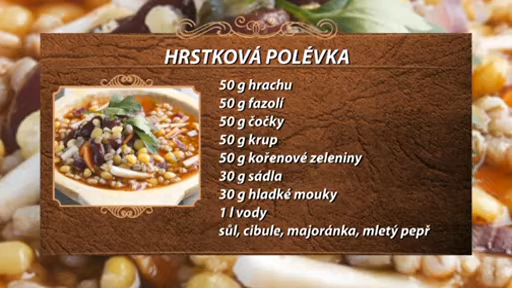 HRSTKOVÁ POLÉVKA
50 g hrachu
50 g fazolí
50 g čočky
50 g krup
50 g kořenové zeleniny
30 g sádla
30 g hladké mouky
1 l vody
sůl, cibule, majoránka, mletý pepř